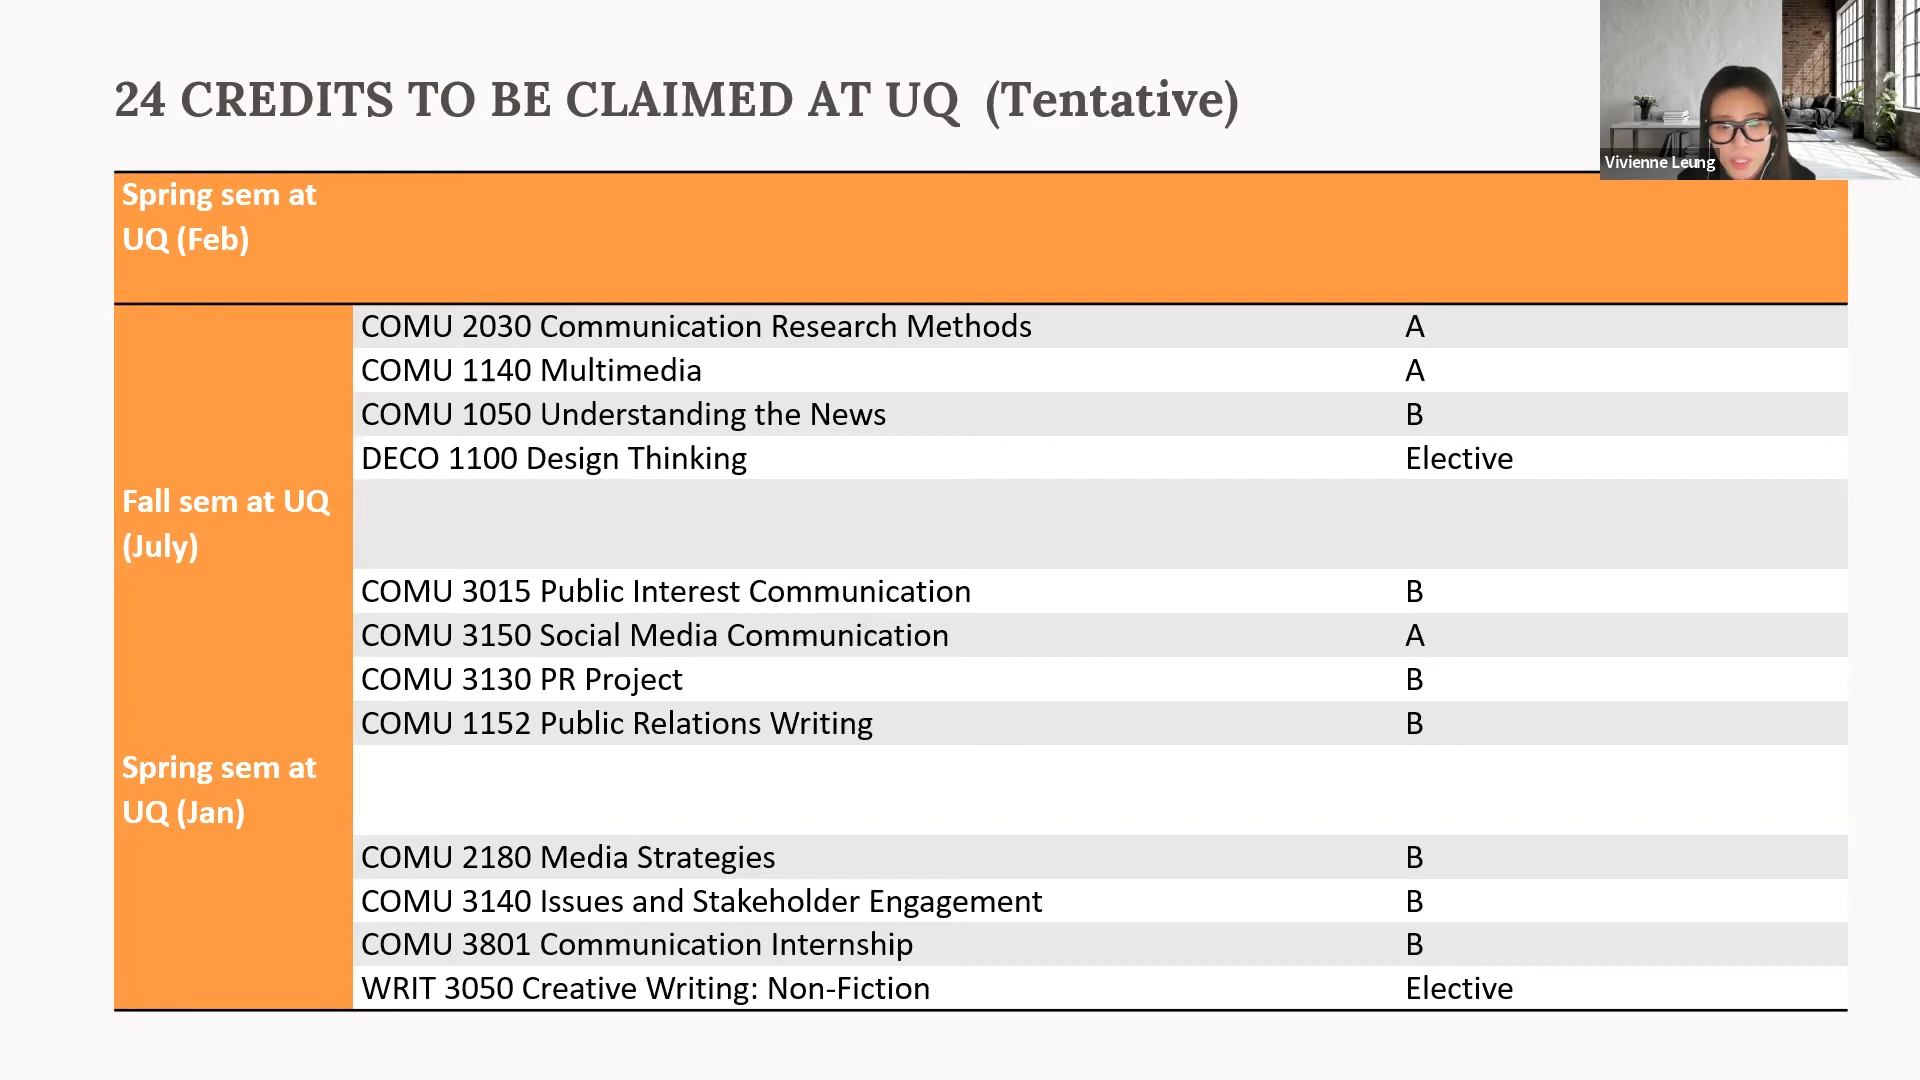 24 CREDITS TO BE CLAIMED AT UQ (Tentative)
Vivienne Leung
Spring sem at
UQ (Feb)
COMU 2030 Communication Research Methods A
COMU 1140 Multimedia A
COMU 1050 Understanding the News B
DECO 1100 Design Thinking Elective
Fall sem at UQ
(July)
COMU 3015 Public Interest Communication B
COMU 3150 Social Media Communication A
COMU 3130 PR Project B
COMU 1152 Public Relations Writing B
Spring sem at
UQ (Jan)
COMU 2180 Media Strategies B
COMU 3140 Issues and Stakeholder Engagement B
COMU 3801 Communication Internship B
WRIT 3050 Creative Writing: Non-Fiction Elective